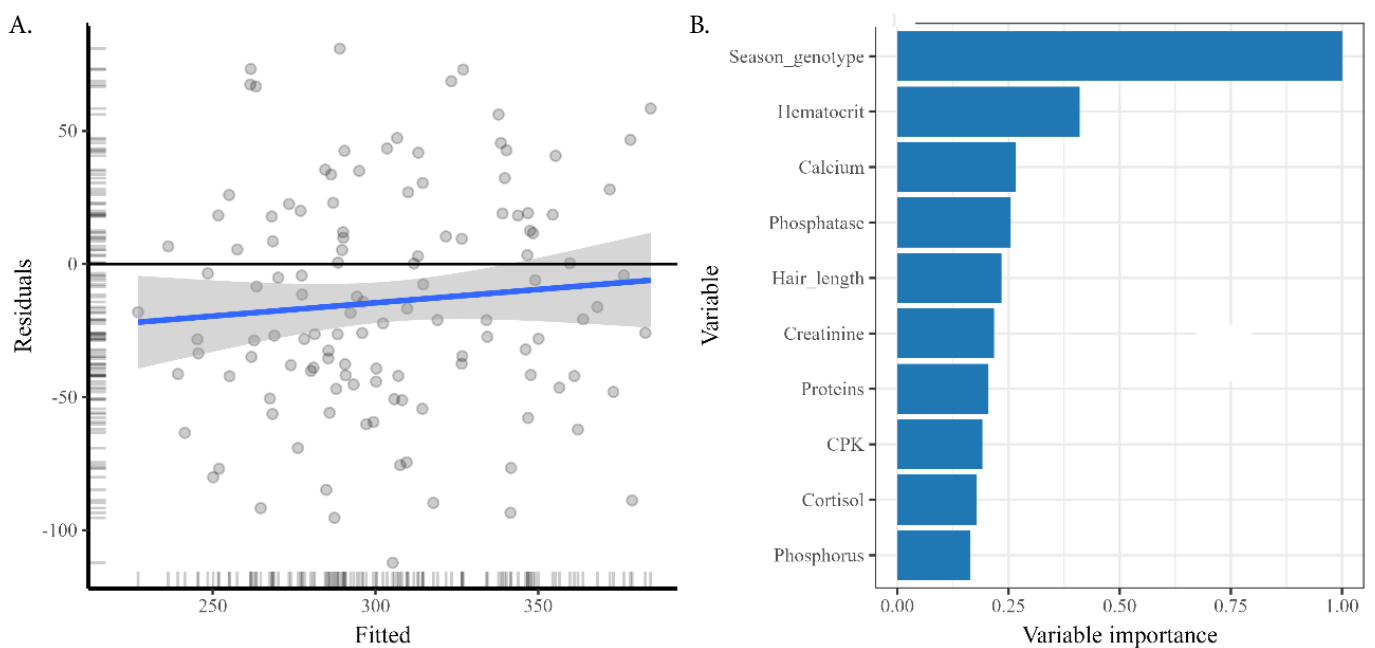 A.
50
0
-50
-100
Residuals
250
300
350
Fitted
B.
Season_genotype
Hematocrit
Calcium
Phosphatase
Hair_length
Creatinine
Proteins
CPK
Cortisol
Phosphorus
Variable
0.00
0.25
0.50
0.75
1.00
Variable importance